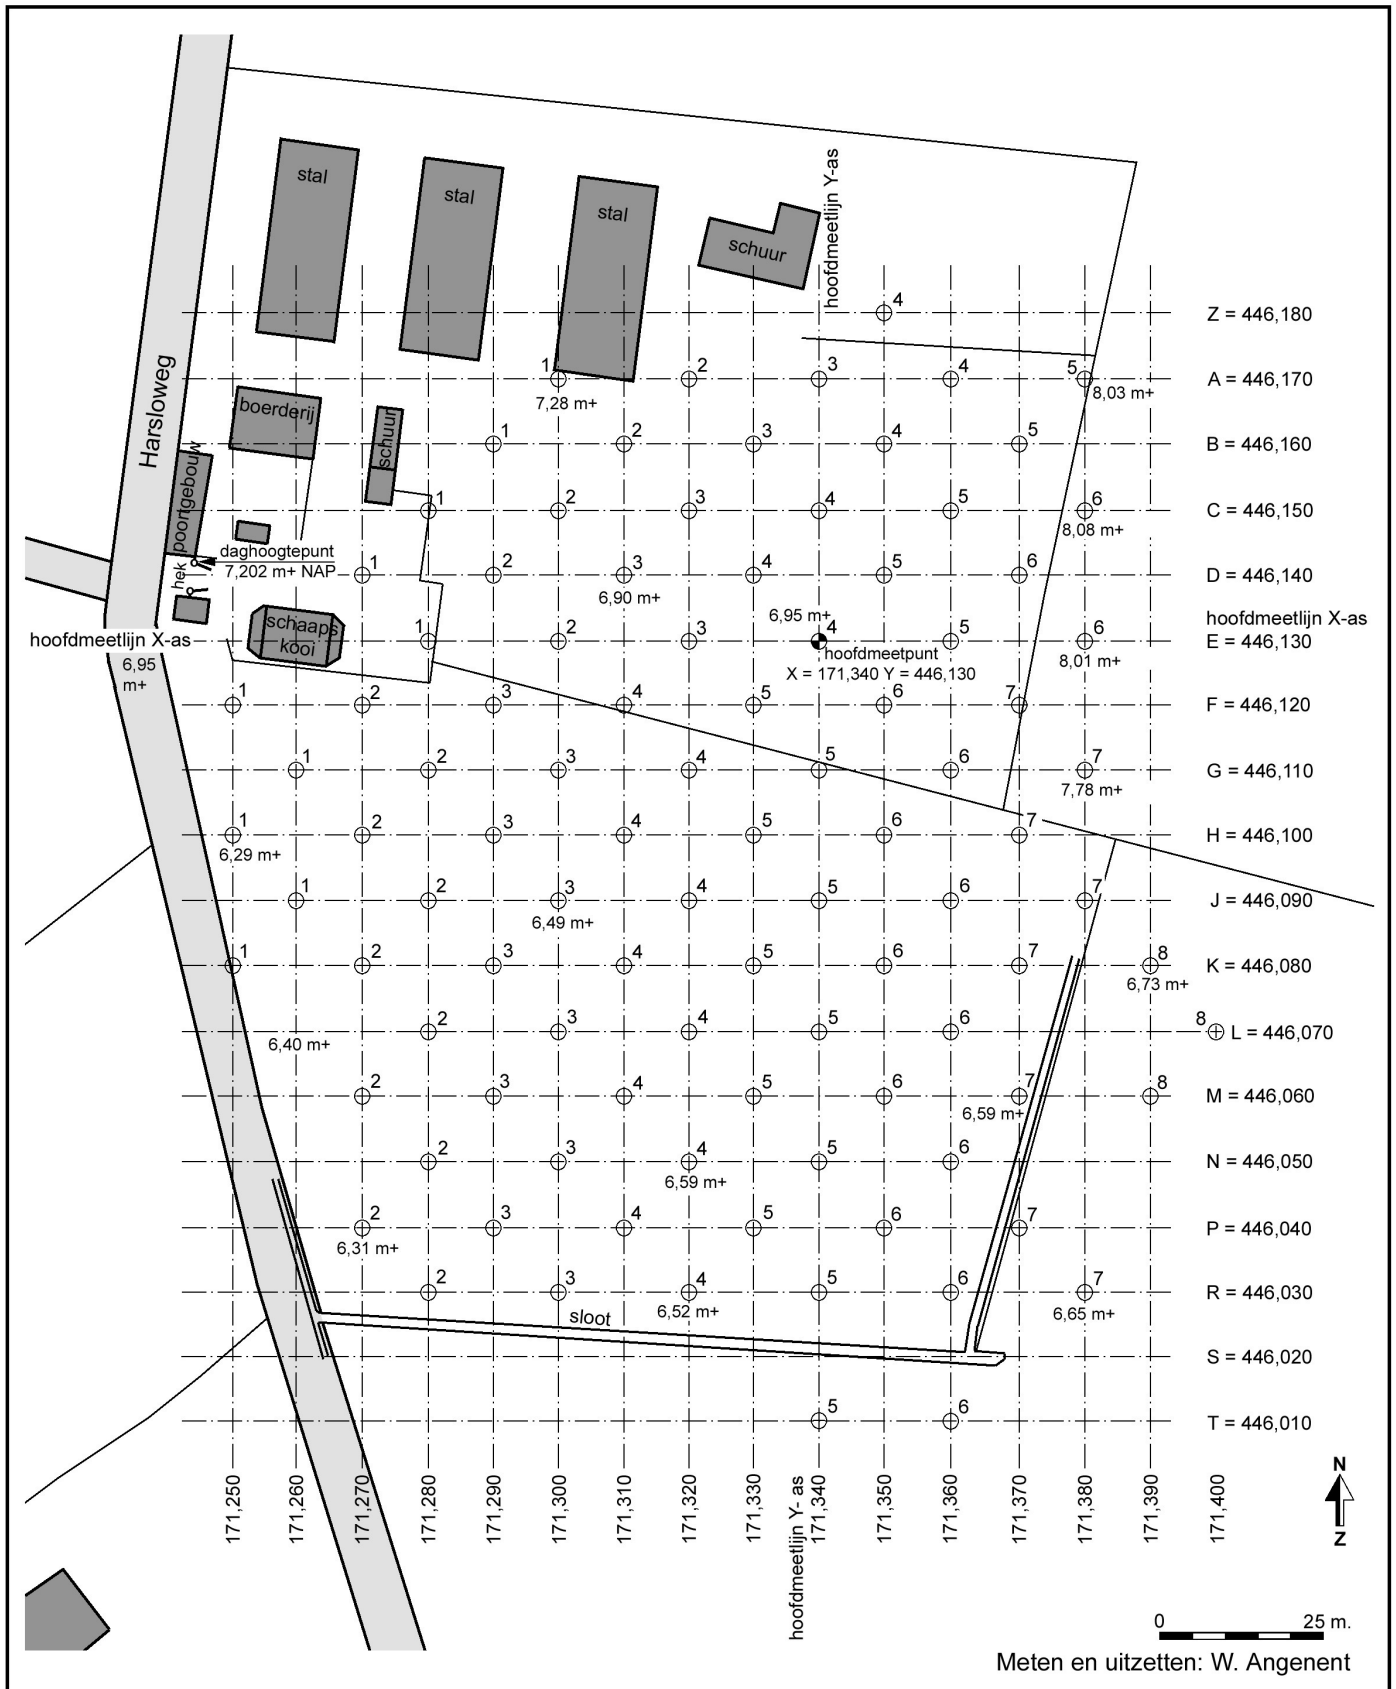 stal
stal
stal
schuur
hoofdmeetlijn Y-as
4
Z = 446,180
Harsloweg
1
2
3
4
5
A = 446,170
7,28 m+
8,03 m+
boerderij
schuur
1
2
3
4
5
B = 446,160
poortgebouw
1
2
3
4
5
6
C = 446,150
8,08 m+
daghoogtepunt
7,202 m+ NAP
hek
1
2
3
4
5
6
D = 446,140
6,90 m+
6,95 m+
schaaps
kooi
hoofdmeetlijn X-as
hoofdmeetlijn X-as
1
2
3
4
5
6
E = 446,130
6,95
m+
hoofdmeetpunt
X = 171,340 Y = 446,130
8,01 m+
1
2
3
4
5
6
7
F = 446,120
1
2
3
4
5
6
7
G = 446,110
7,78 m+
1
2
3
4
5
6
7
H = 446,100
6,29 m+
1
2
3
4
5
6
7
J = 446,090
6,49 m+
1
2
3
4
5
6
7
8
K = 446,080
6,73 m+
2
3
4
5
6
8
L = 446,070
6,40 m+
2
3
4
5
6
7
8
M = 446,060
6,59 m+
2
3
4
5
6
N = 446,050
6,59 m+
2
3
4
5
6
7
P = 446,040
6,31 m+
2
3
4
5
6
7
R = 446,030
6,52 m+
6,65 m+
sloot
S = 446,020
5
6
T = 446,010
171,250
171,260
171,270
171,280
171,290
171,300
171,310
171,320
171,330
171,340
171,350
171,360
171,370
171,380
171,390
171,400
hoofdmeetlijn Y- as
N
Z
0 25 m.
Meten en uitzetten: W. Angenent